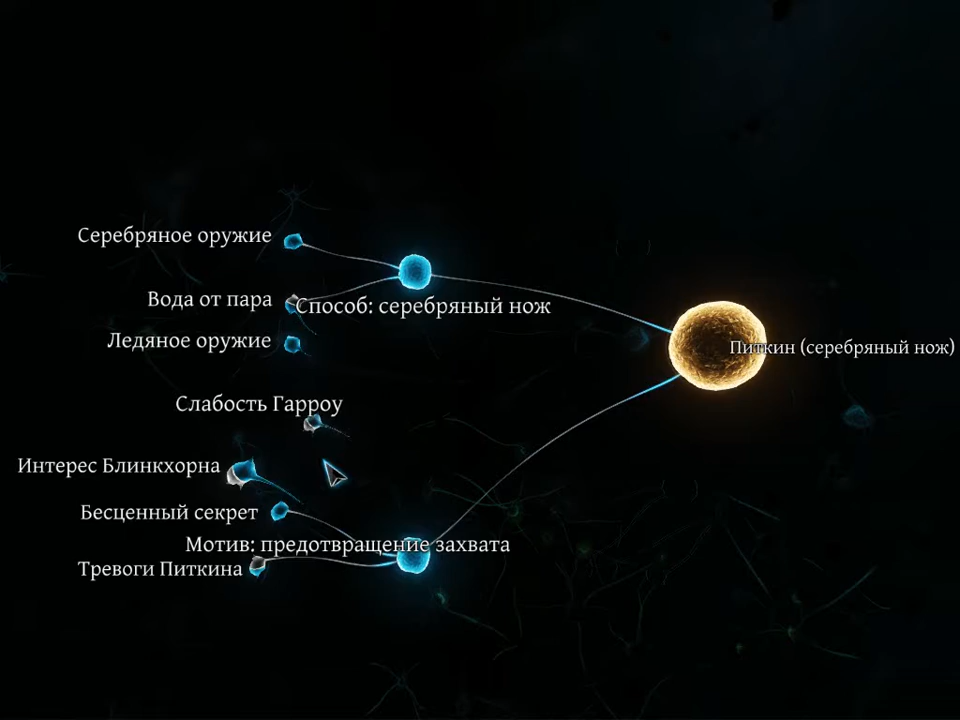 Серебряное оружие
Вода от пара
Способ: серебряный нож
Ледяное оружие
Питкин (серебряный нож)
Слабость Гарроу
Интерес Блинкхорна
Бесценный секрет
Мотив: предотвращение захвата
Тревоги Питкина